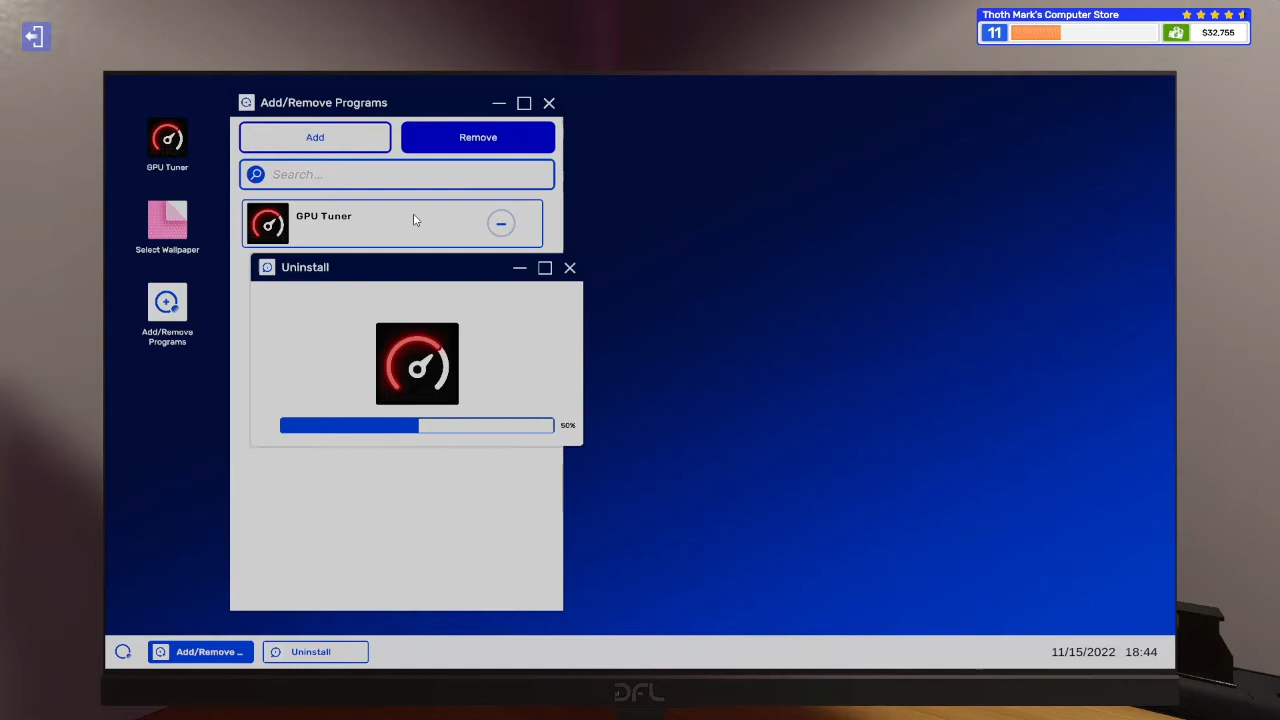 Thoth Mark's Computer Store
11
$32,755
Add/Remove Programs
Add
Remove
Search...
GPU Tuner
GPU Tuner
Select Wallpaper
Add/Remove
Programs
Uninstall
50%
Add/Remove ...
Uninstall
11/15/2022 18:44
DFL